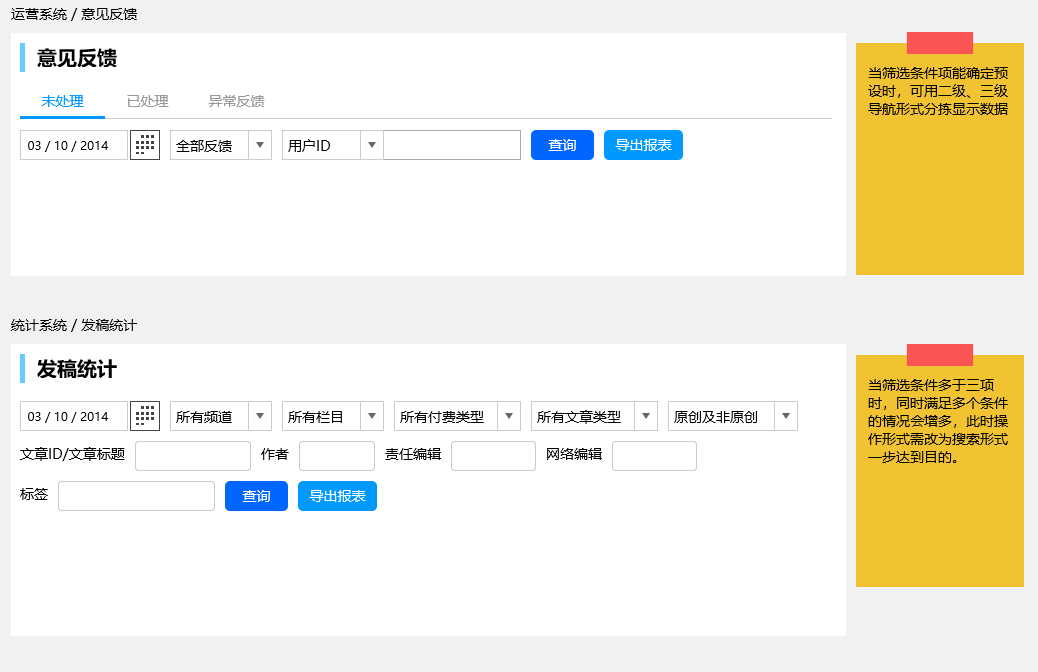 运营系统 / 意见反馈
意见反馈
未处理 已处理 异常反馈
03 / 10 / 2014 全部反馈 用户ID 查询 导出报表
当筛选条件项能确定预
设时，可用二级、三级
导航形式分拣显示数据
统计系统 / 发稿统计
发稿统计
03 / 10 / 2014 所有频道 所有栏目 所有付费类型 所有文章类型 原创及非原创
文章ID/文章标题 作者 责任编辑 网络编辑
标签 查询 导出报表
当筛选条件多于三项
时，同时满足多个条件
的情况会增多，此时操
作形式需改为搜索形式
一步达到目的。